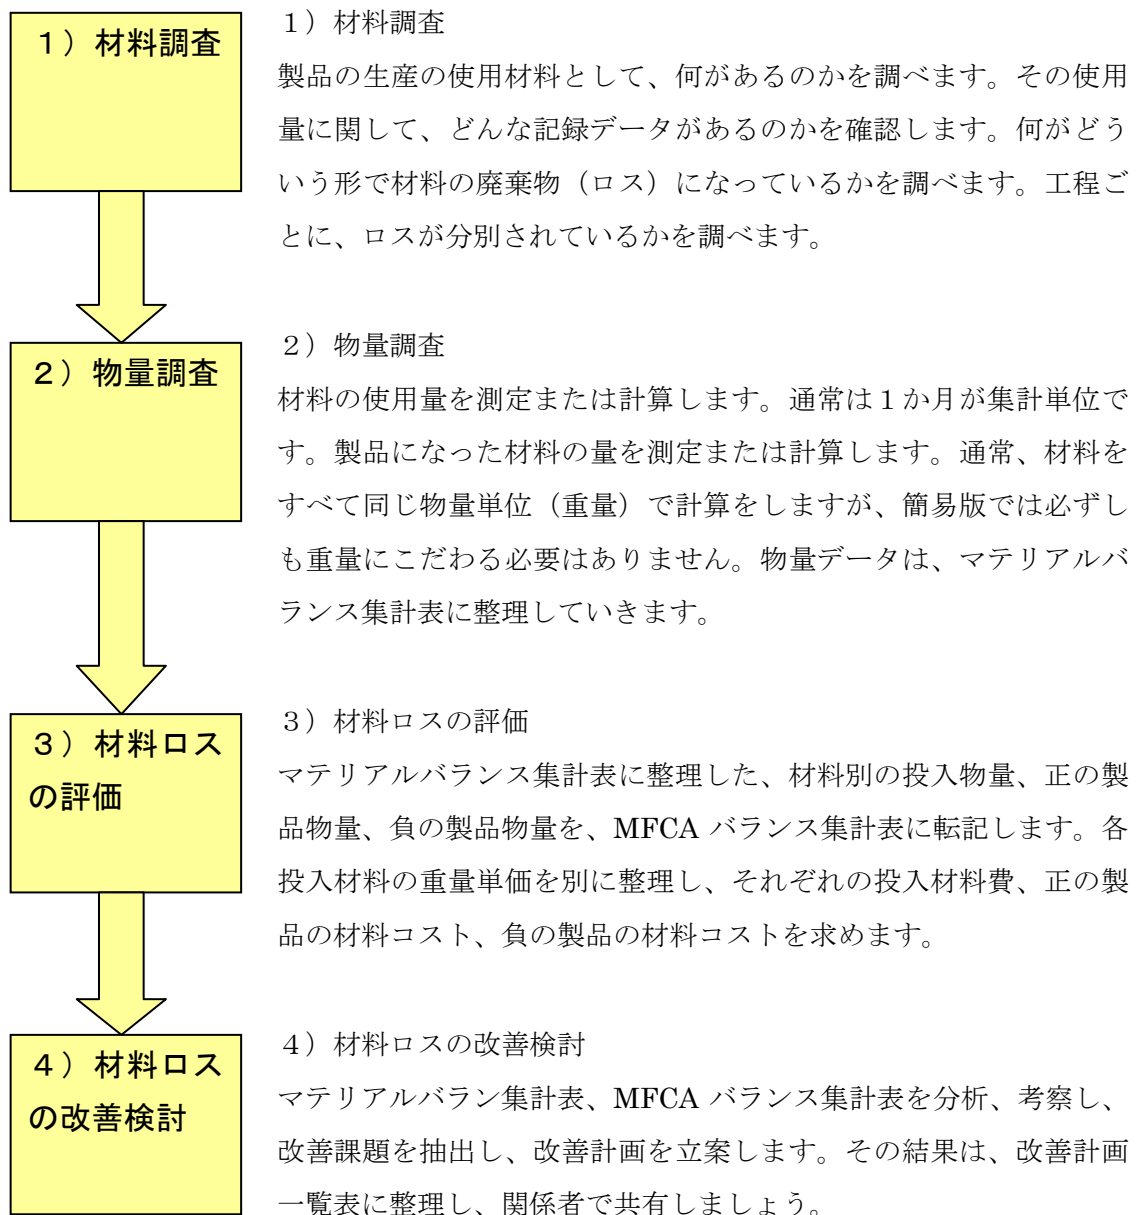 １）材料調査
１）材料調査
製品の生産の使用材料として、何があるのかを調べます。その使用
量に関して、どんな記録データがあるのかを確認します。何がどう
いう形で材料の廃棄物（ロス）になっているかを調べます。工程ご
とに、ロスが分別されているかを調べます。
２）物量調査
２）物量調査
材料の使用量を測定または計算します。通常は１か月が集計単位で
す。製品になった材料の量を測定または計算します。通常、材料を
すべて同じ物量単位（重量）で計算をしますが、簡易版では必ずし
も重量にこだわる必要はありません。物量データは、マテリアルバ
ランス集計表に整理していきます。
３）材料ロス
の評価
３）材料ロスの評価
マテリアルバランス集計表に整理した、材料別の投入物量、正の製
品物量、負の製品物量を、MFCA バランス集計表に転記します。各
投入材料の重量単価を別に整理し、それぞれの投入材料費、正の製
品の材料コスト、負の製品の材料コストを求めます。
４）材料ロス
の改善検討
４）材料ロスの改善検討
マテリアルバラン集計表、MFCA バランス集計表を分析、考察し、
改善課題を抽出し、改善計画を立案します。その結果は、改善計画
一覧表に整理し、関係者で共有しましょう。